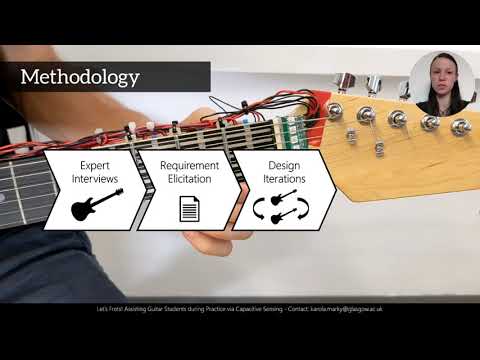 Methodology
Expert
Interviews
Requirement
Elicitation
Design
Iterations
Let's Frets! Assisting Guitar Students during Practice via Capacitive Sensing - Contact: karola.marky@glasgow.ac.uk